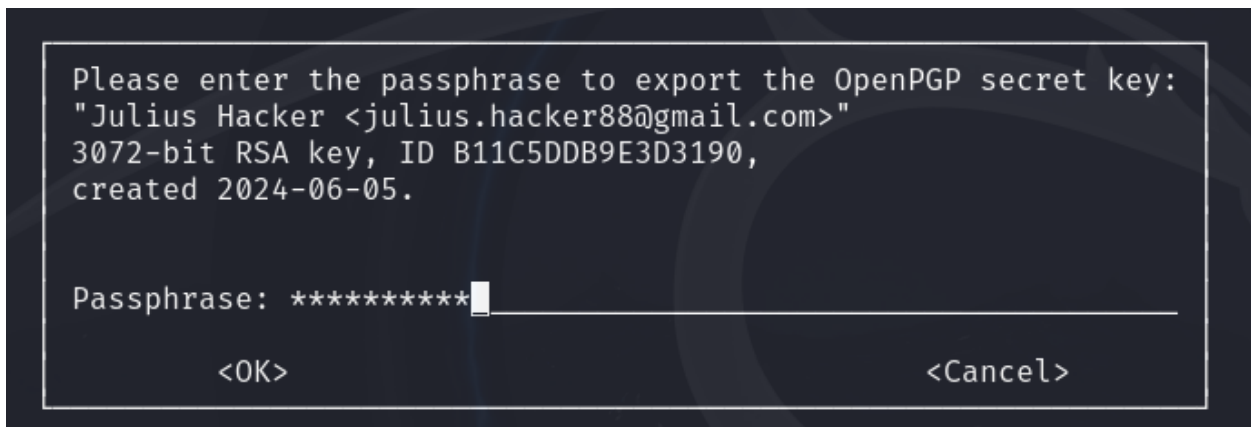 Please enter the passphrase to export the OpenPGP secret key:
"Julius Hacker <julius.hacker88@gmail.com>"
3072-bit RSA key, ID B11C5DDB9E3D3190,
created 2024-06-05.
Passphrase: **********
<OK> <Cancel>